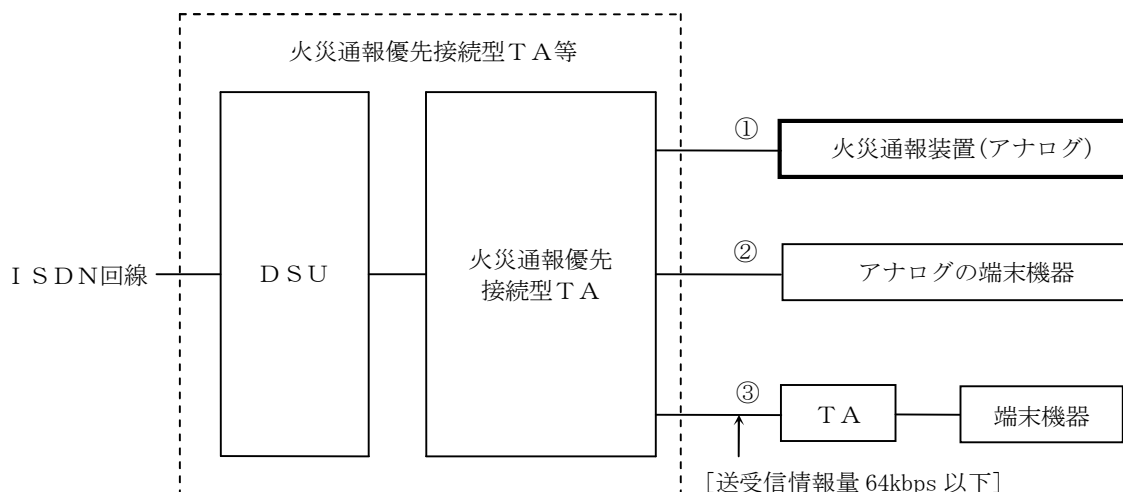 火災通報優先接続型ＴＡ等
①
火災通報装置(アナログ)
ＩＳＤＮ回線
ＤＳＵ
火災通報優先
接続型ＴＡ
②
アナログの端末機器
③
ＴＡ
端末機器
［送受信情報量 64kbps 以下］